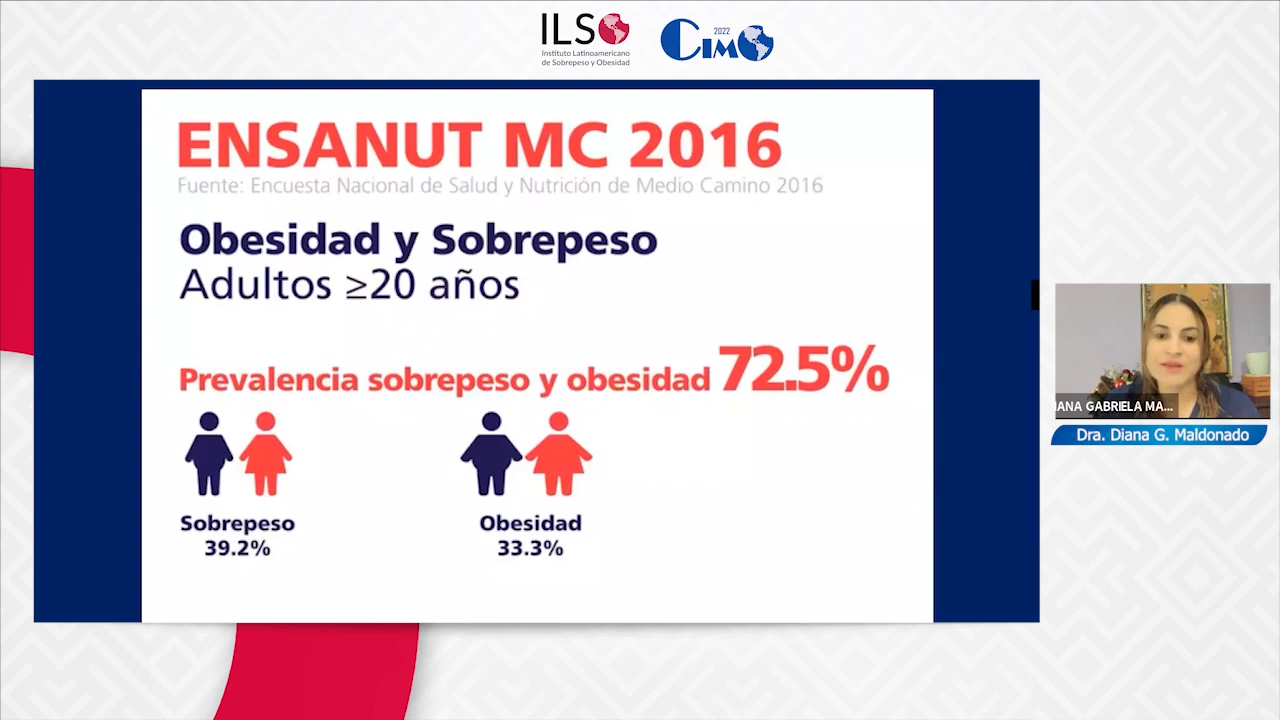 ILSO
Instituto Latinoamericano
de Sobrepeso y Obesidad
2022
CIMO
ENSANUT MC 2016
Fuente: Encuesta Nacional de Salud y Nutrición de Medio Camino 2016
Obesidad y Sobrepeso
Adultos ≥20 años
Prevalencia sobrepeso y obesidad 72.5%
Sobrepeso
39.2%
Obesidad
33.3%
IANA GABRIELA MA...
Dra. Diana G. Maldonado